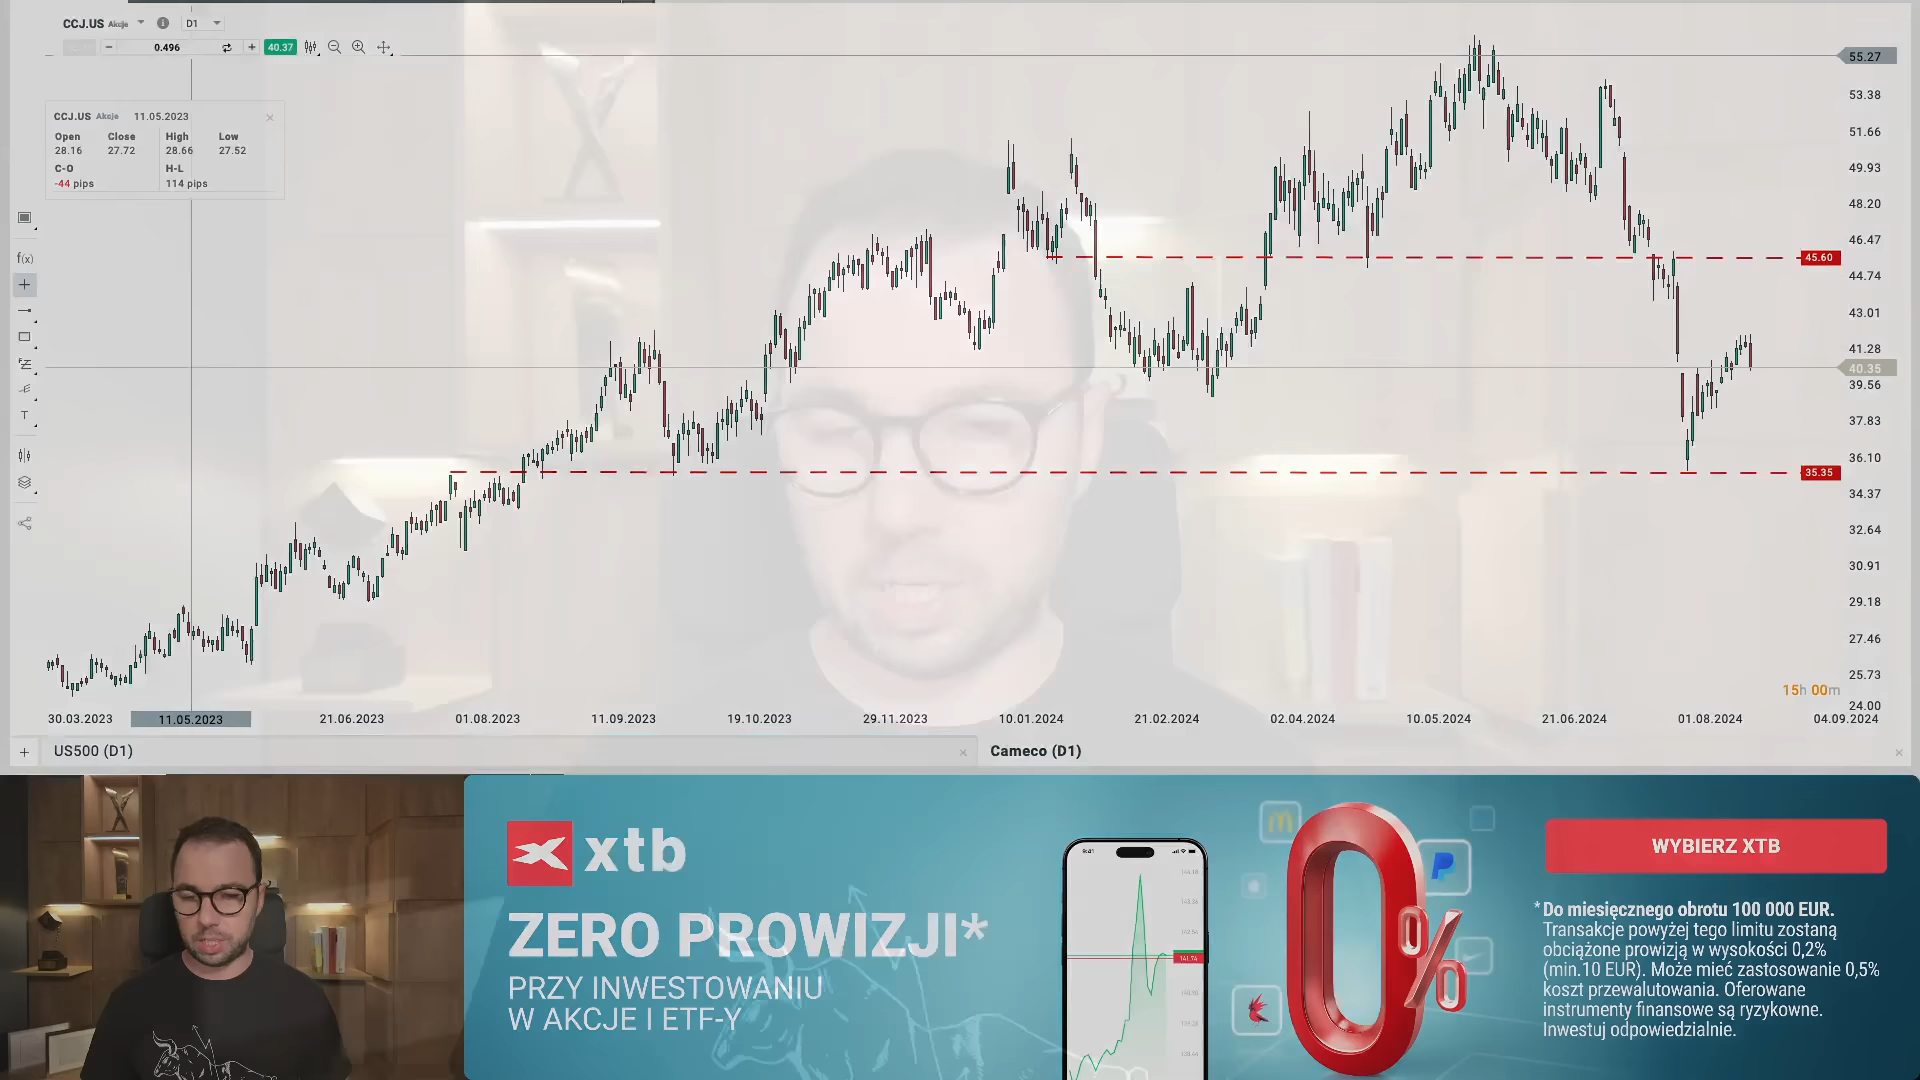 CCJ.US Akcje D1
0.496 40.37
CCJ.US Akcje 11.05.2023
Open Close High Low
28.16 27.72 28.66 27.52
C-O H-L
-44 pips 114 pips
f(x)
T
55.27
53.38
51.66
49.93
48.20
46.47
45.60
44.74
43.01
41.28
40.35
39.56
37.83
36.10
35.35
34.37
32.64
30.91
29.18
27.46
25.73
24.00
15h 00m
30.03.2023 11.05.2023 21.06.2023 01.08.2023 11.09.2023 19.10.2023 29.11.2023 10.01.2024 21.02.2024 02.04.2024 10.05.2024 21.06.2024 01.08.2024 04.09.2024
US500 (D1) Cameco (D1)
xtb
ZERO PROWIZJI*
PRZY INWESTOWANIU
W AKCJE I ETF-Y
9:41
141.74
0%
WYBIERZ XTB
*Do miesięcznego obrotu 100 000 EUR.
Transakcje powyżej tego limitu zostaną
obciążone prowizją w wysokości 0,2%
(min.10 EUR). Może mieć zastosowanie 0,5%
koszt przewalutowania. Oferowane
instrumenty finansowe są ryzykowne.
Inwestuj odpowiedzialnie.